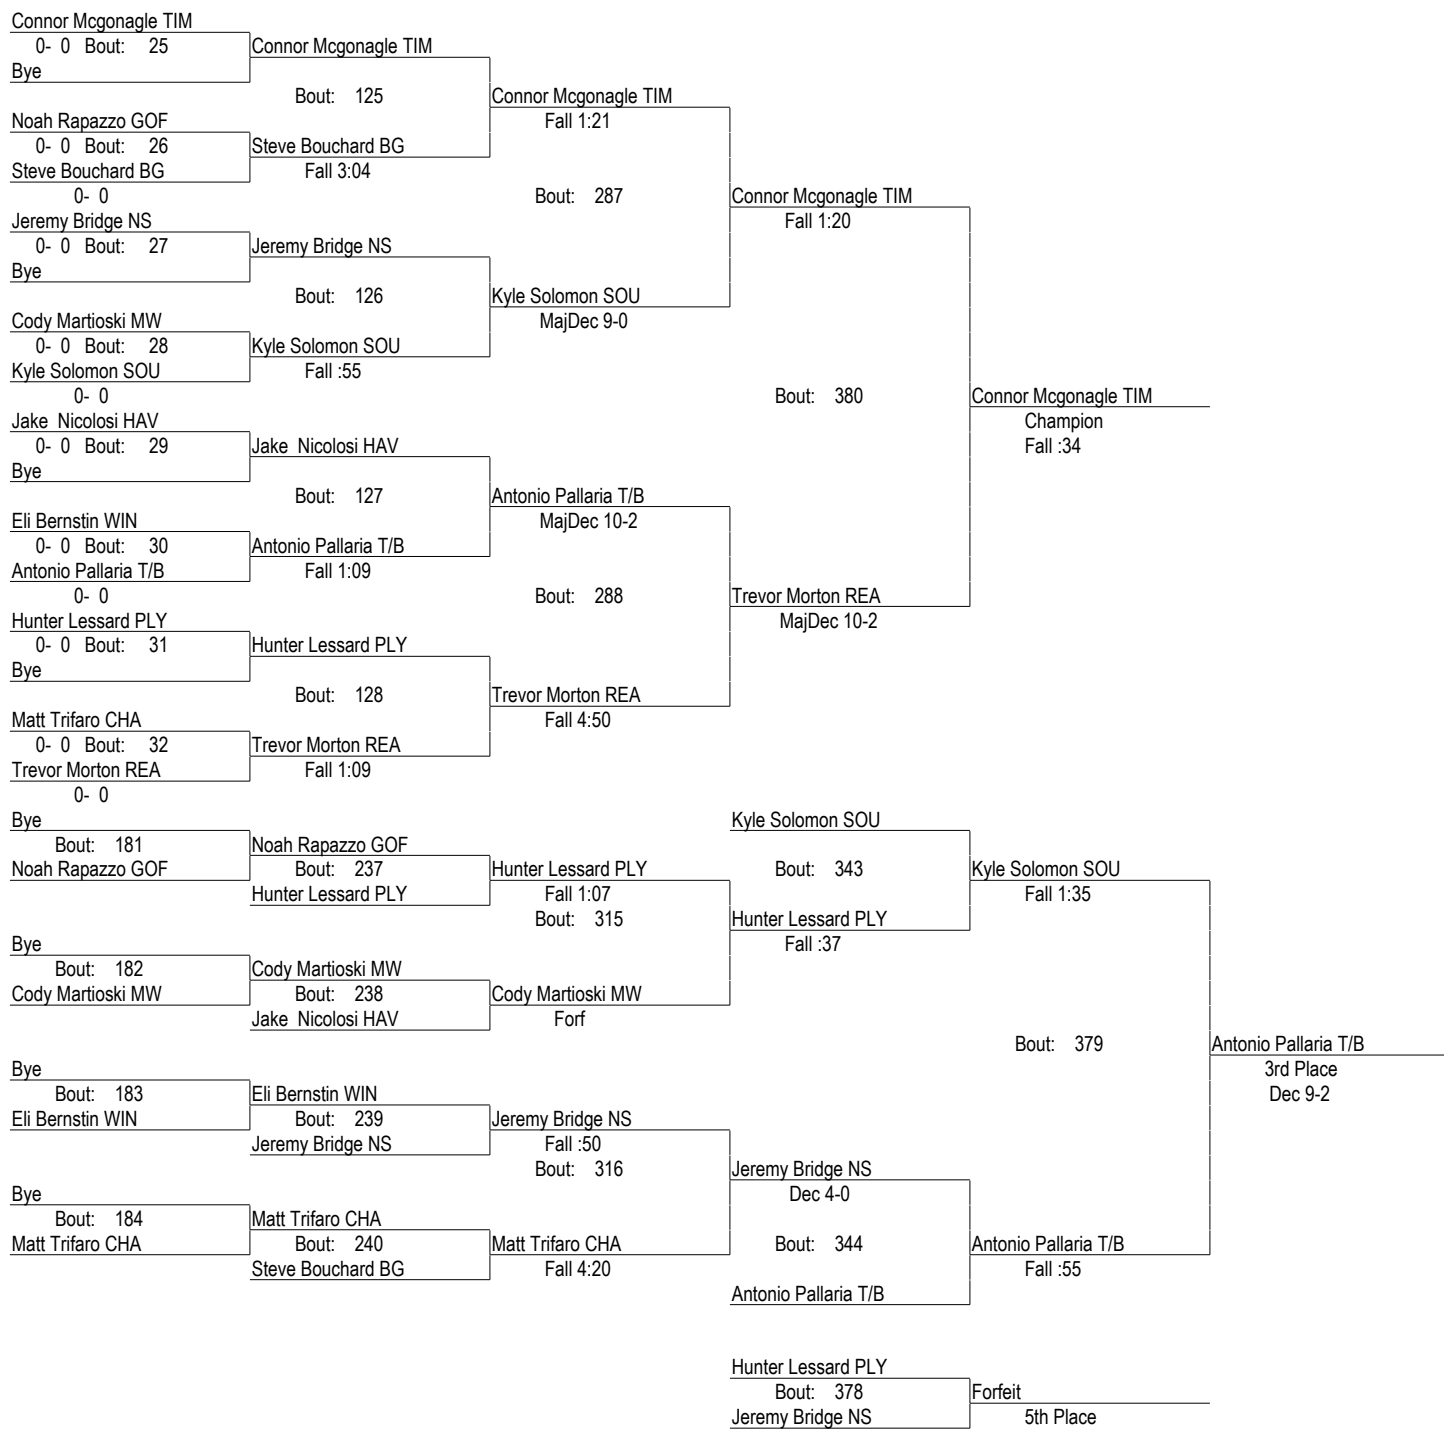 Connor Mcgonagle TIM
0- 0 Bout: 25 Connor Mcgonagle TIM
Bye
Bout: 125 Connor Mcgonagle TIM
Noah Rapazzo GOF Fall 1:21
0- 0 Bout: 26 Steve Bouchard BG
Steve Bouchard BG Fall 3:04
0- 0 Bout: 287 Connor Mcgonagle TIM
Jeremy Bridge NS Fall 1:20
0- 0 Bout: 27 Jeremy Bridge NS
Bye
Bout: 126 Kyle Solomon SOU
Cody Martioski MW MajDec 9-0
0- 0 Bout: 28 Kyle Solomon SOU
Kyle Solomon SOU Fall :55
0- 0 Bout: 380 Connor Mcgonagle TIM
Jake Nicolosi HAV Champion
0- 0 Bout: 29 Jake Nicolosi HAV Fall :34
Bye
Bout: 127 Antonio Pallaria T/B
Eli Bernstin WIN MajDec 10-2
0- 0 Bout: 30 Antonio Pallaria T/B
Antonio Pallaria T/B Fall 1:09
0- 0 Bout: 288 Trevor Morton REA
Hunter Lessard PLY MajDec 10-2
0- 0 Bout: 31 Hunter Lessard PLY
Bye
Bout: 128 Trevor Morton REA
Matt Trifaro CHA Fall 4:50
0- 0 Bout: 32 Trevor Morton REA
Trevor Morton REA Fall 1:09
0- 0
Bye Kyle Solomon SOU
Bout: 181 Noah Rapazzo GOF
Noah Rapazzo GOF Bout: 237 Hunter Lessard PLY Bout: 343 Kyle Solomon SOU
Hunter Lessard PLY Fall 1:07 Fall 1:35
Bout: 315 Hunter Lessard PLY
Bye Fall :37
Bout: 182 Cody Martioski MW
Cody Martioski MW Bout: 238 Cody Martioski MW
Jake Nicolosi HAV Forf
Bout: 379 Antonio Pallaria T/B
Bye 3rd Place
Bout: 183 Eli Bernstin WIN Dec 9-2
Eli Bernstin WIN Bout: 239 Jeremy Bridge NS
Jeremy Bridge NS Fall :50
Bout: 316 Jeremy Bridge NS
Bye Dec 4-0
Bout: 184 Matt Trifaro CHA
Matt Trifaro CHA Bout: 240 Matt Trifaro CHA Bout: 344 Antonio Pallaria T/B
Steve Bouchard BG Fall 4:20 Fall :55
Antonio Pallaria T/B
Hunter Lessard PLY
Bout: 378 Forfeit
Jeremy Bridge NS 5th Place